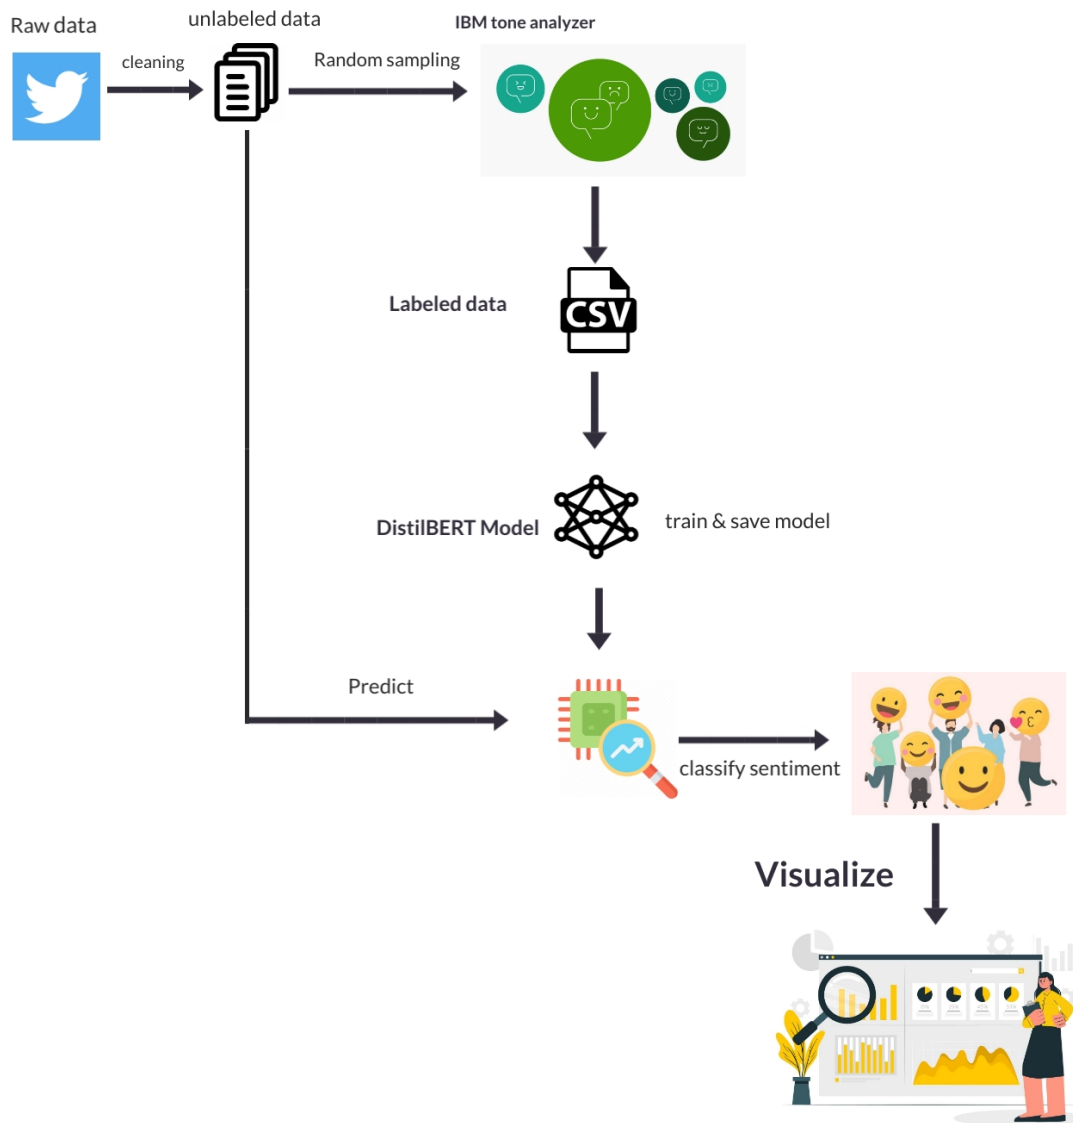 Raw data
unlabeled data
IBM tone analyzer
cleaning
Random sampling
Labeled data
CSV
DistilBERT Model
train & save model
Predict
classify sentiment
Visualize